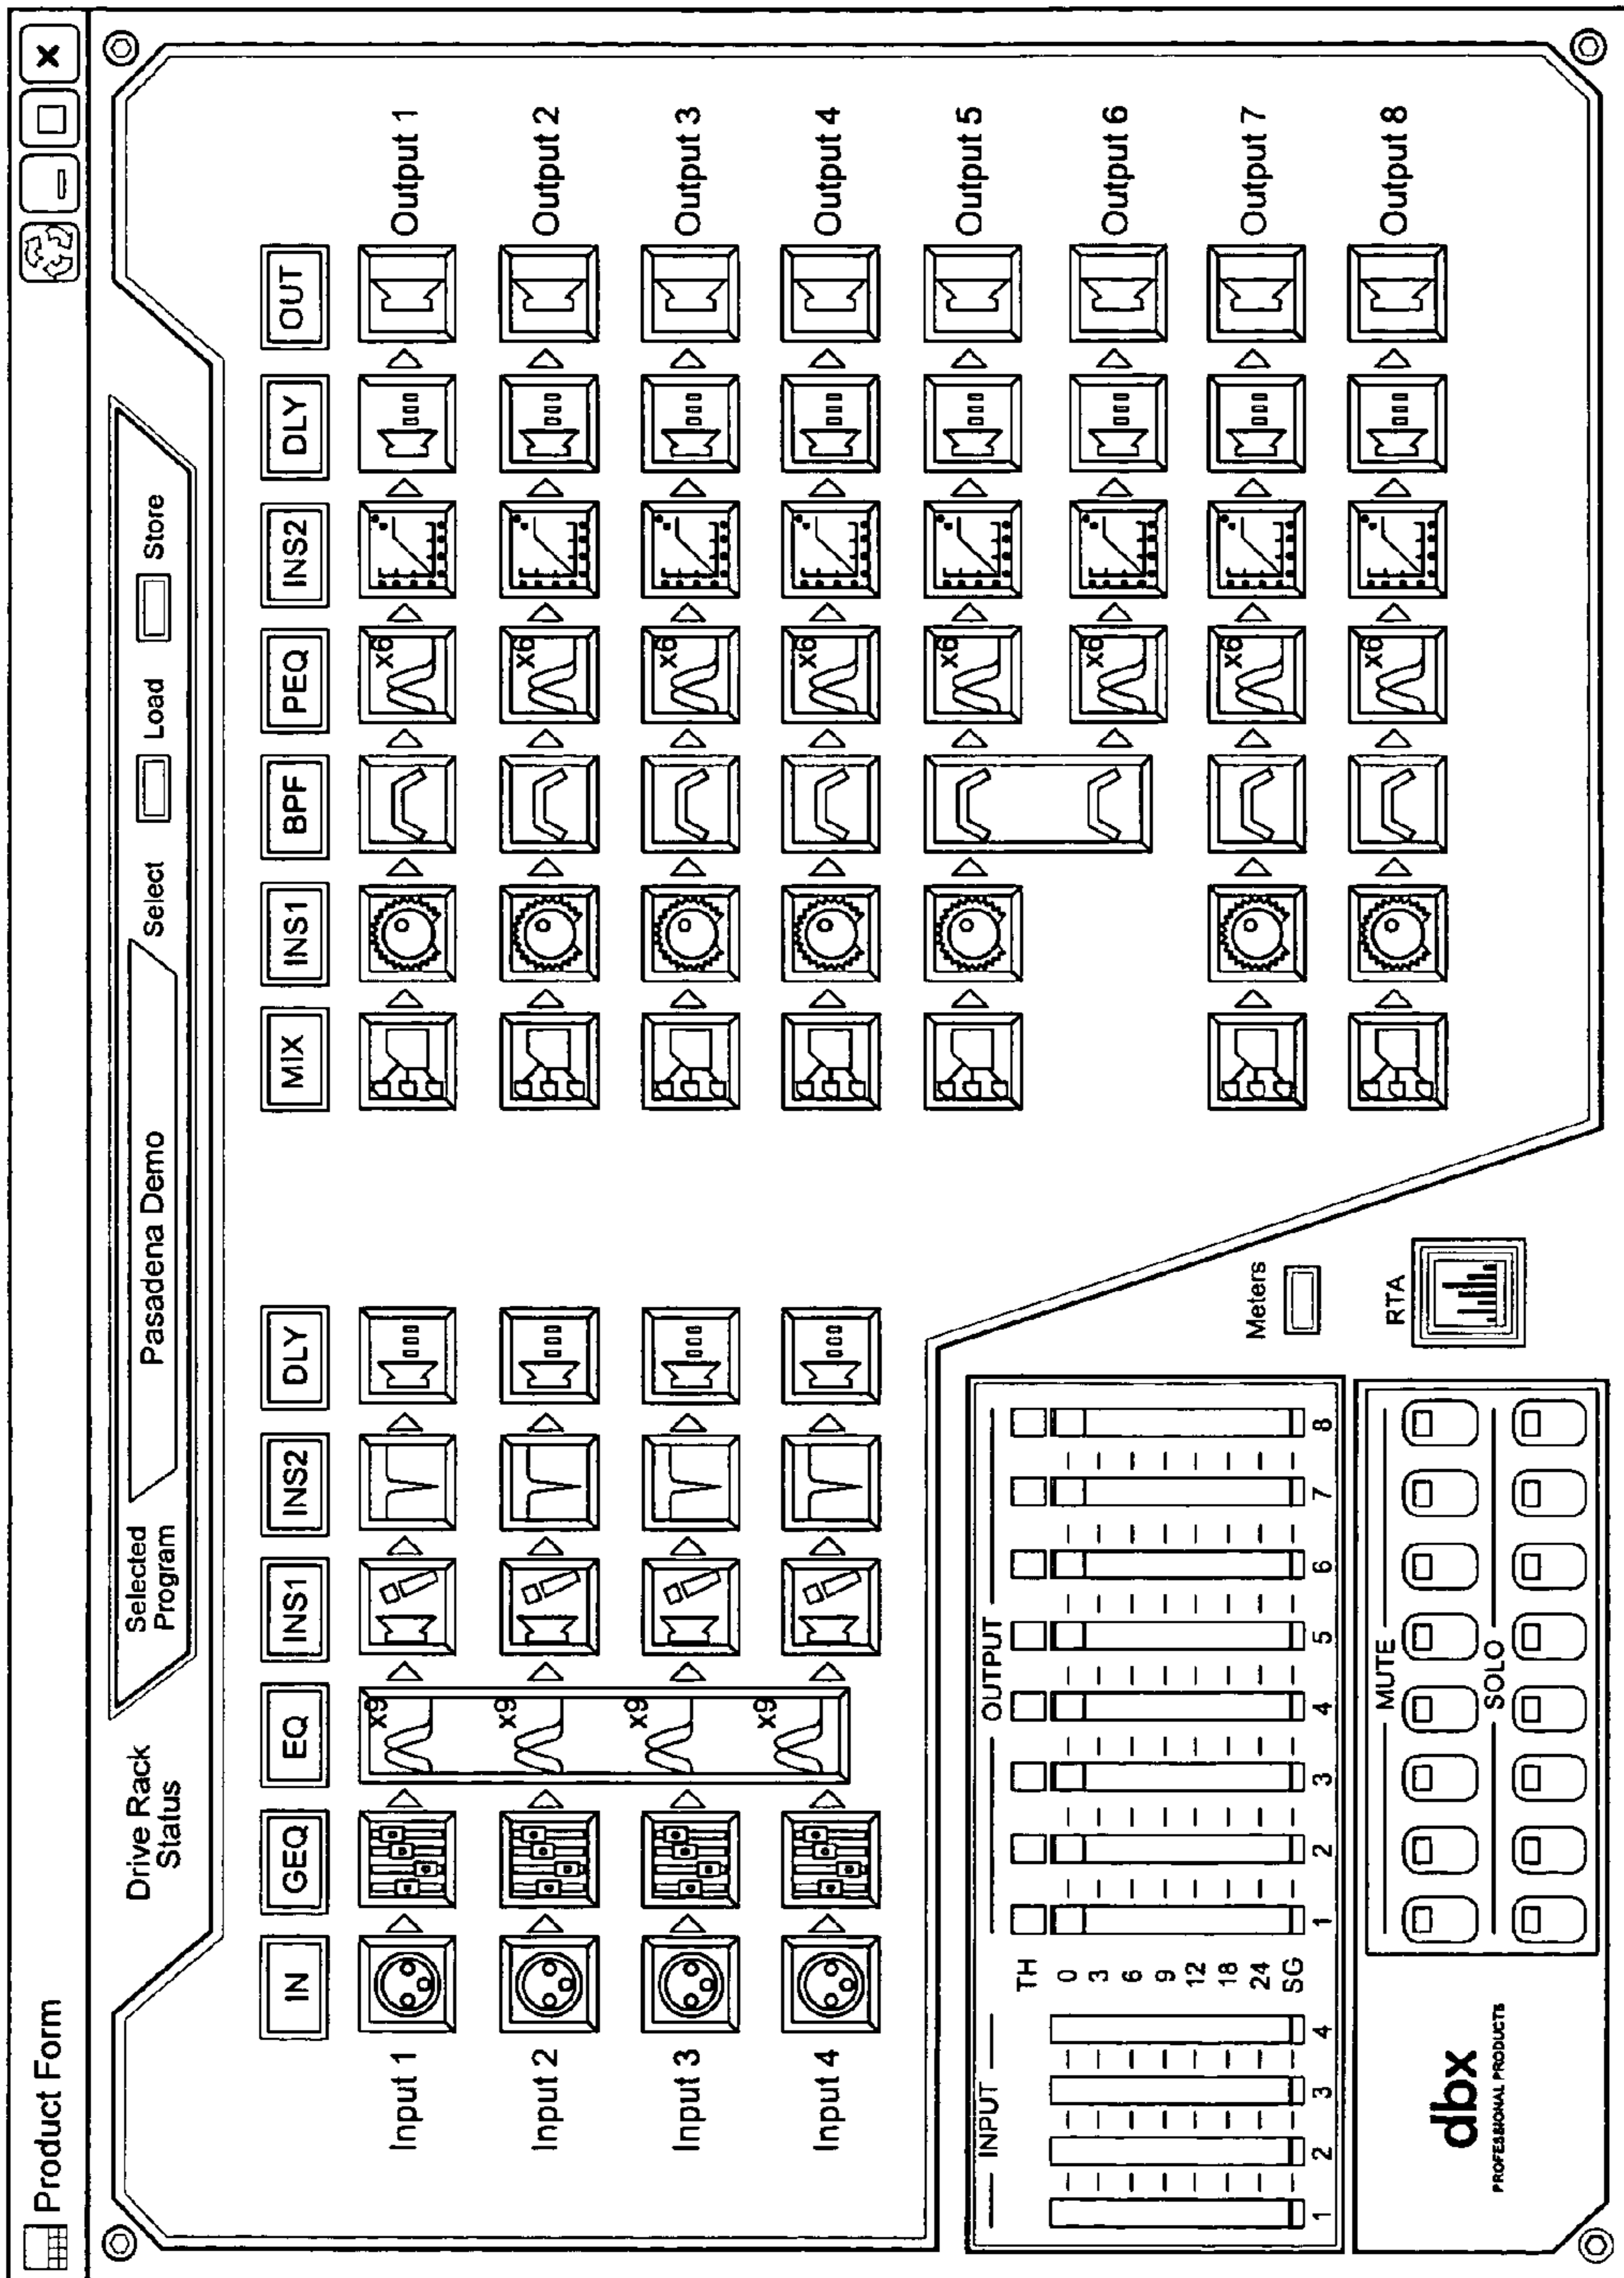 Product Form
Drive Rack
Status
Selected
Program
Pasadena Demo
Select
Load
Store
IN GEQ EQ INS1 INS2 DLY MIX INS1 BPF PEQ INS2 DLY OUT
Input 1 x9 x6 Output 1
Input 2 x9 x6 Output 2
Input 3 x9 x6 Output 3
Input 4 x9 x6 Output 4
x6 Output 5
x6 Output 6
x6 Output 7
x6 Output 8
INPUT OUTPUT
TH
0
3
6
9
12
18
24
SG
1 2 3 4 1 2 3 4 5 6 7 8
Meters
RTA
MUTE
SOLO
dbx
PROFESSIONAL PRODUCTS